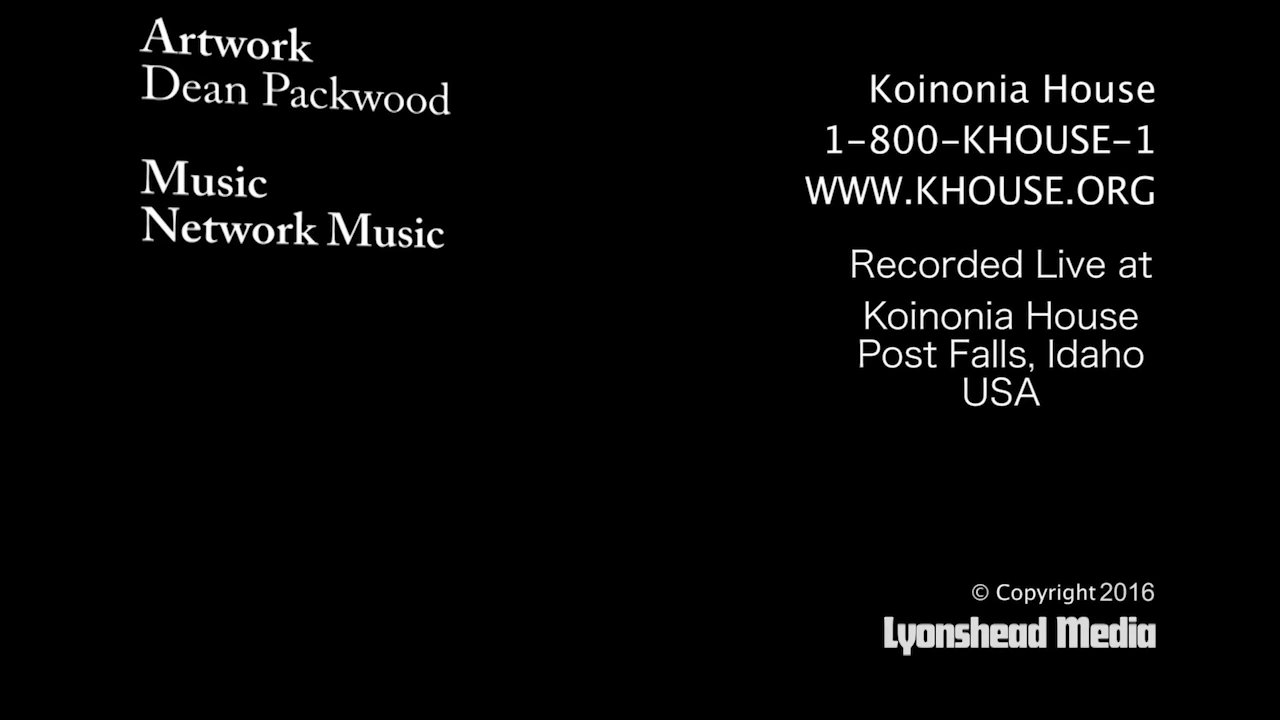 Artwork
Dean Packwood
Music
Network Music
Koinonia House
1-800-KHOUSE-1
WWW.KHOUSE.ORG
Recorded Live at
Koinonia House
Post Falls, Idaho
USA
© Copyright 2016
Lyonshead Media